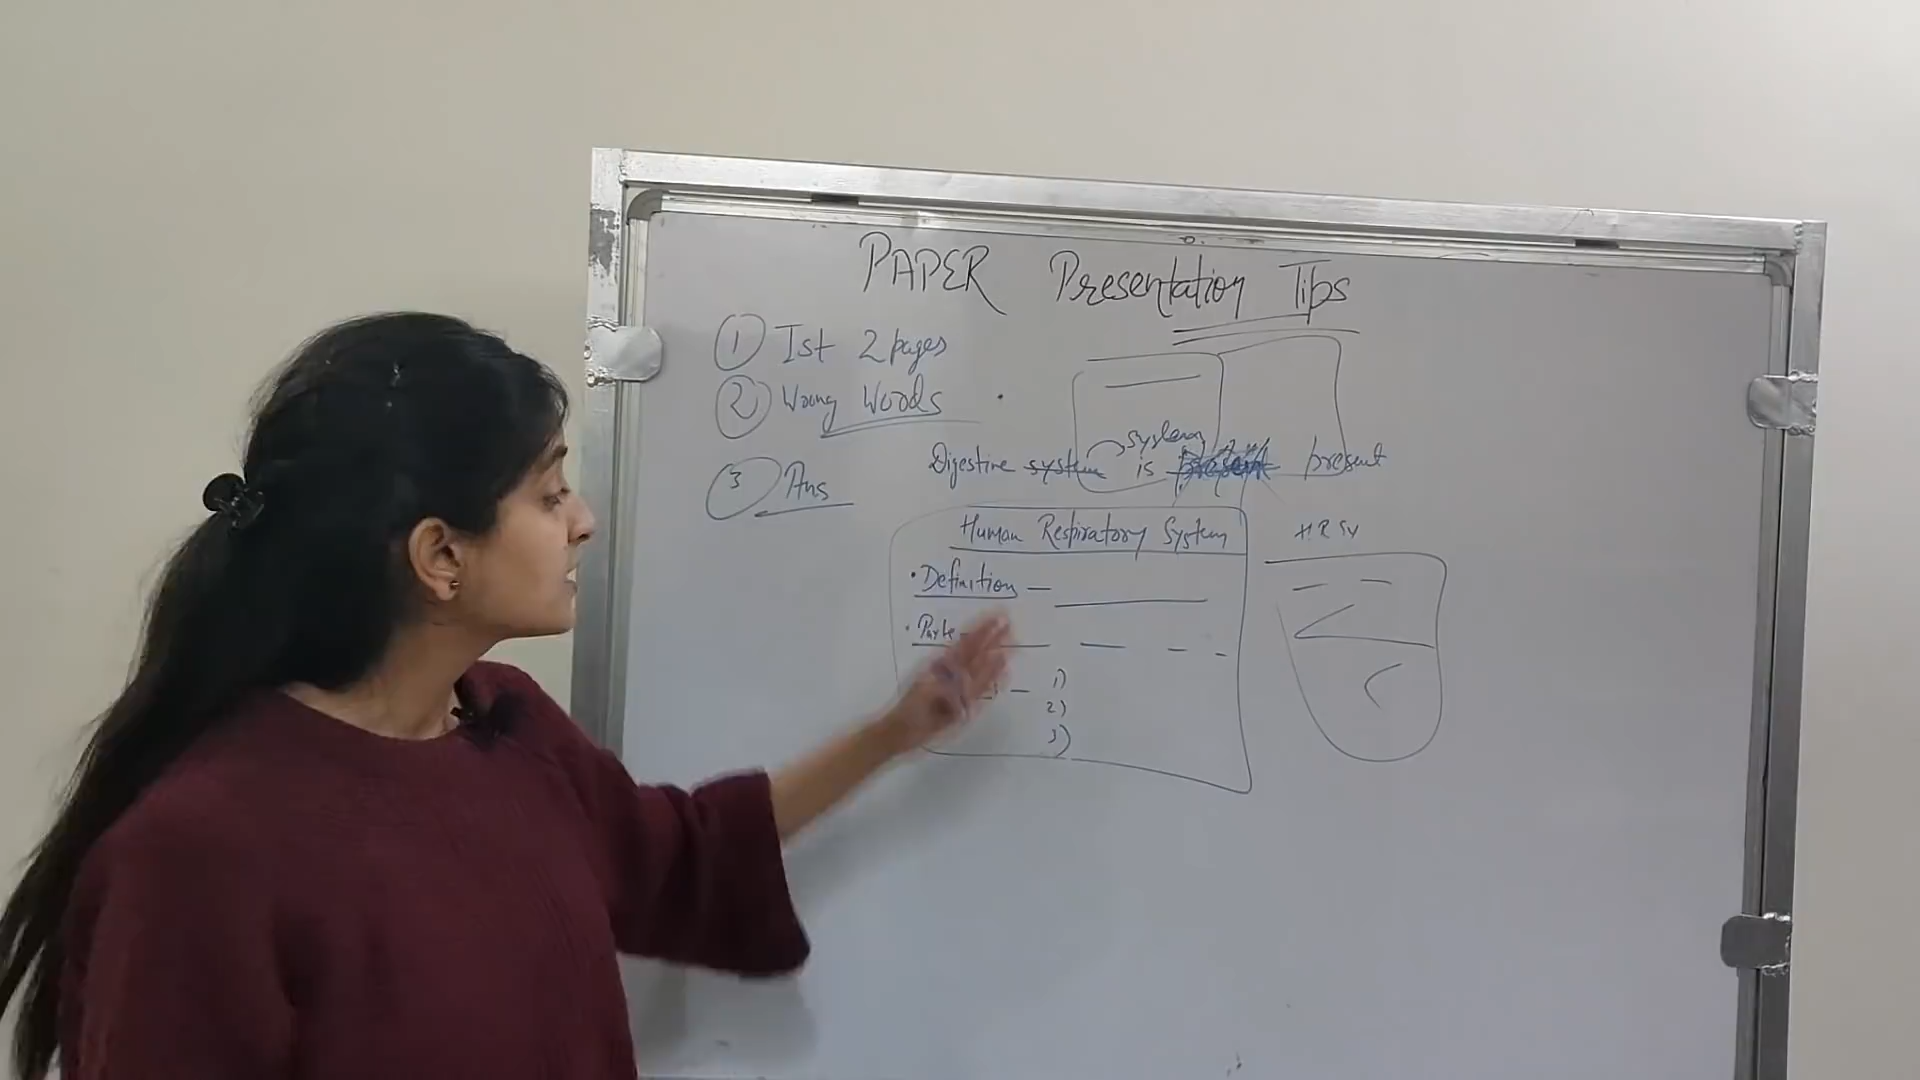 PAPER Presentation Tips
1 Ist 2 pages
2 Wrong Words
system
Digestive system is present present
3 Ans
Human Respiratory System
H R Sy
• Definition —
• Parts -
— 1)
2)
3)